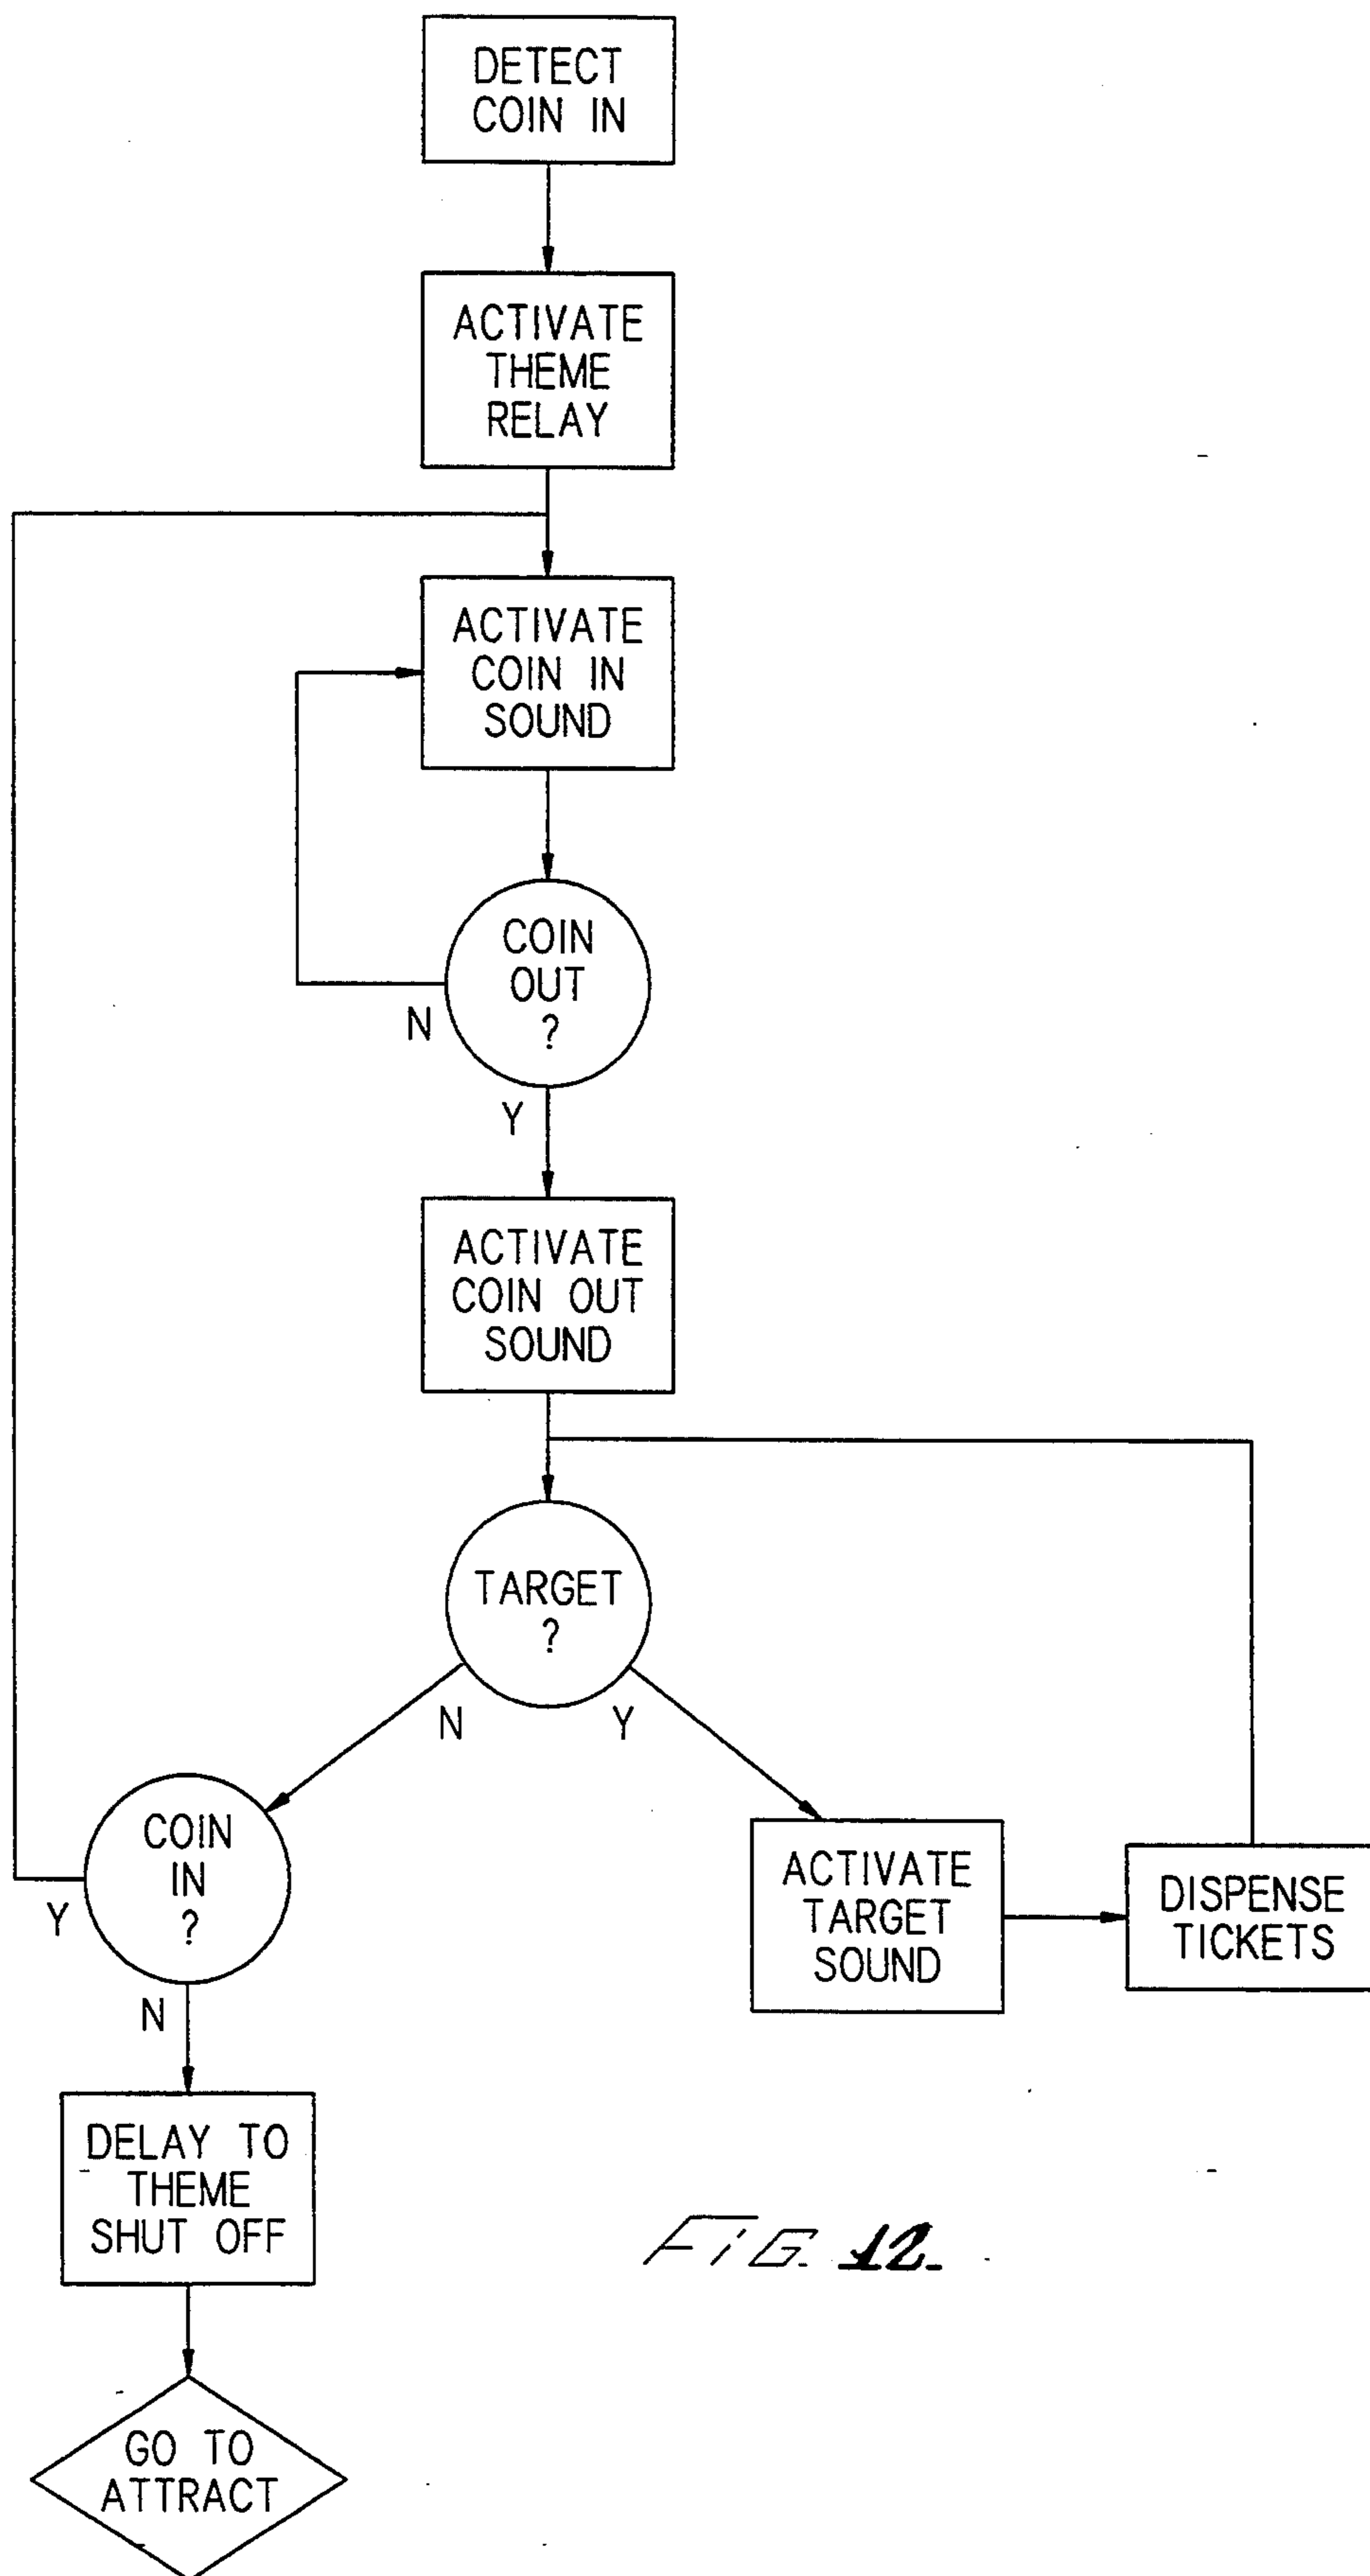 DETECT
COIN IN
ACTIVATE
THEME
RELAY
ACTIVATE
COIN IN
SOUND
COIN
OUT
?
N
Y
ACTIVATE
COIN OUT
SOUND
TARGET
?
N
Y
COIN
IN
?
Y
N
ACTIVATE
TARGET
SOUND
DISPENSE
TICKETS
DELAY TO
THEME
SHUT OFF
GO TO
ATTRACT
FIG. 12.